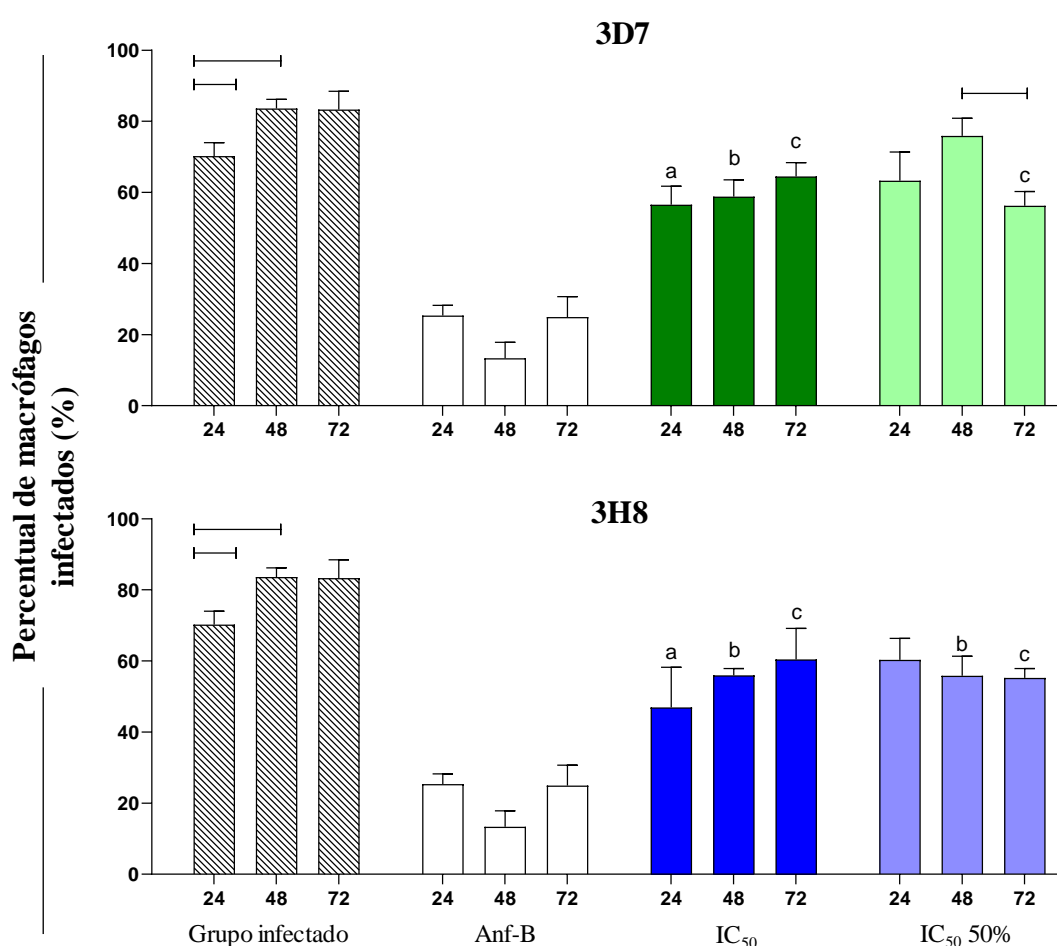 Percentual de macrófagos
infectados (%)
3D7
100
80
60
40
20
0
a
b
c
c
24 48 72 24 48 72 24 48 72 24 48 72
3H8
100
80
60
40
20
0
a
b
c
b
c
24 48 72 24 48 72 24 48 72 24 48 72
Grupo infectado Anf-B IC50 IC50 50%